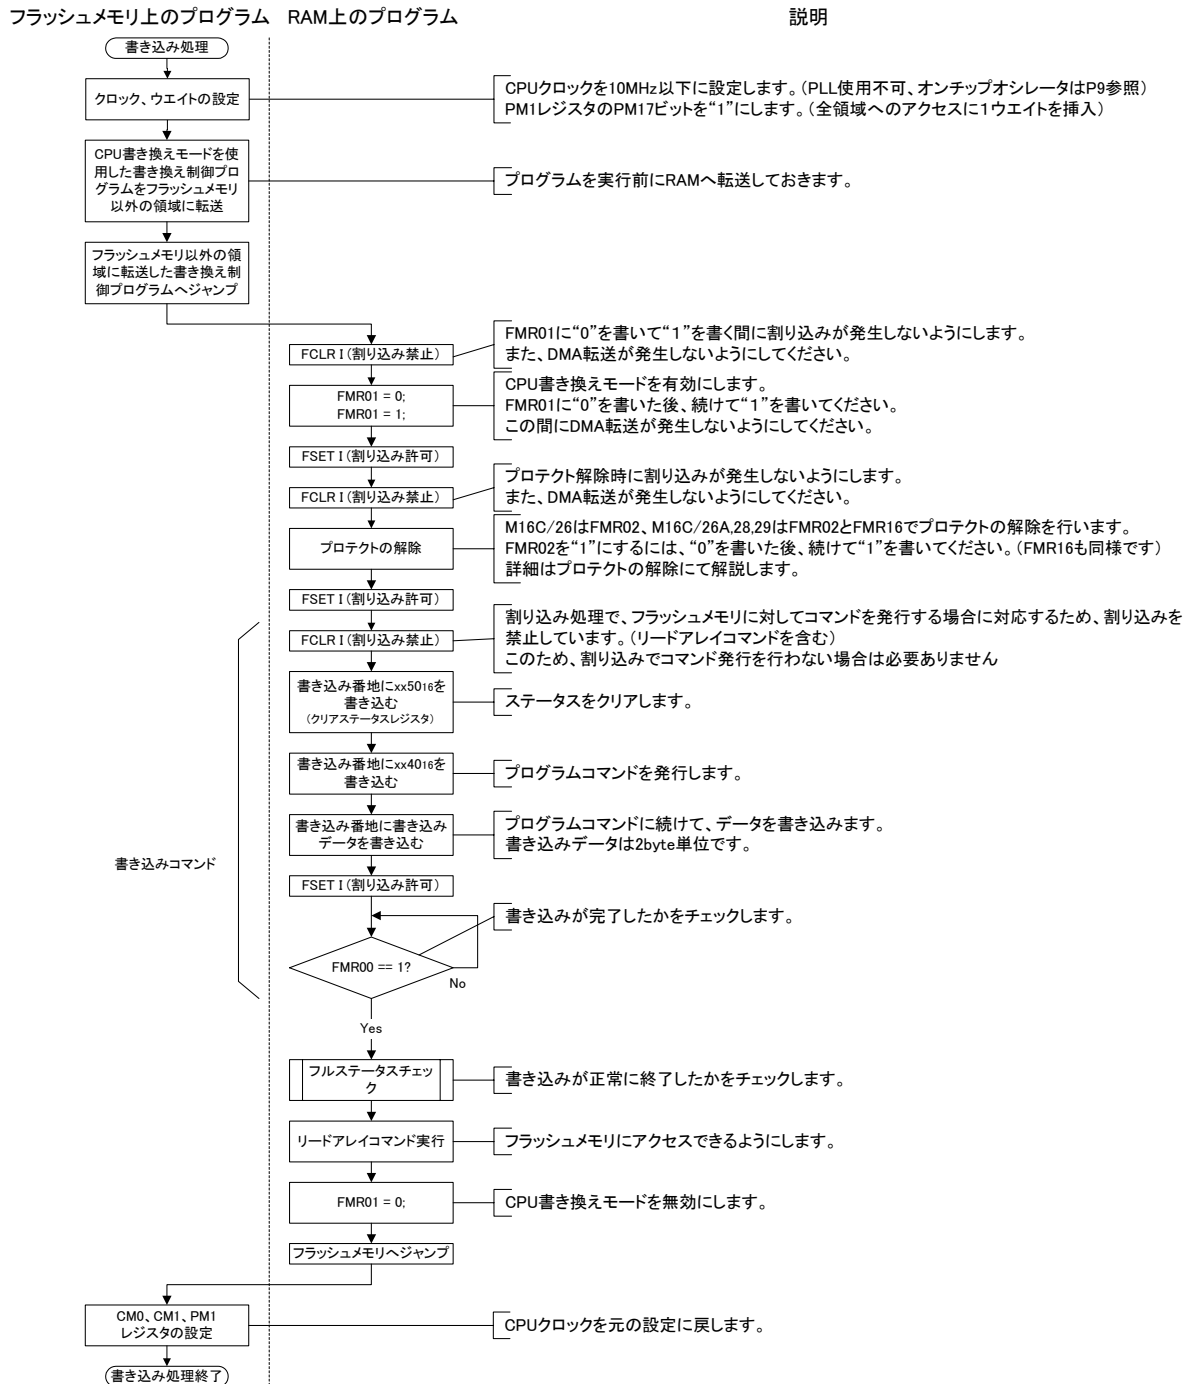 フラッシュメモリ上のプログラム
RAM上のプログラム
説明
書き込み処理
クロック、ウエイトの設定
CPUクロックを10MHz以下に設定します。(PLL使用不可、オンチップオシレータはP9参照)
PM1レジスタのPM17ビットを“1”にします。(全領域へのアクセスに1ウエイトを挿入)
CPU書き換えモードを使
用した書き換え制御プロ
グラムをフラッシュメモリ
以外の領域に転送
プログラムを実行前にRAMへ転送しておきます。
フラッシュメモリ以外の領
域に転送した書き換え制
御プログラムへジャンプ
FCLR I(割り込み禁止)
FMR01に“0”を書いて“1”を書く間に割り込みが発生しないようにします。
また、DMA転送が発生しないようにしてください。
FMR01 = 0;
FMR01 = 1;
CPU書き換えモードを有効にします。
FMR01に“0”を書いた後、続けて“1”を書いてください。
この間にDMA転送が発生しないようにしてください。
FSET I(割り込み許可)
FCLR I(割り込み禁止)
プロテクト解除時に割り込みが発生しないようにします。
また、DMA転送が発生しないようにしてください。
プロテクトの解除
M16C/26はFMR02、M16C/26A,28,29はFMR02とFMR16でプロテクトの解除を行います。
FMR02を“1”にするには、“0”を書いた後、続けて“1”を書いてください。(FMR16も同様です)
詳細はプロテクトの解除にて解説します。
FSET I(割り込み許可)
FCLR I(割り込み禁止)
割り込み処理で、フラッシュメモリに対してコマンドを発行する場合に対応するため、割り込みを
禁止しています。(リードアレイコマンドを含む)
このため、割り込みでコマンド発行を行わない場合は必要ありません
書き込み番地にxx5016を
書き込む
(クリアステータスレジスタ)
ステータスをクリアします。
書き込み番地にxx4016を
書き込む
プログラムコマンドを発行します。
書き込み番地に書き込み
データを書き込む
プログラムコマンドに続けて、データを書き込みます。
書き込みデータは2byte単位です。
書き込みコマンド
FSET I(割り込み許可)
書き込みが完了したかをチェックします。
FMR00 == 1?
No
Yes
フルステータスチェッ
ク
書き込みが正常に終了したかをチェックします。
リードアレイコマンド実行
フラッシュメモリにアクセスできるようにします。
FMR01 = 0;
CPU書き換えモードを無効にします。
フラッシュメモリへジャンプ
CM0、CM1、PM1
レジスタの設定
CPUクロックを元の設定に戻します。
書き込み処理終了